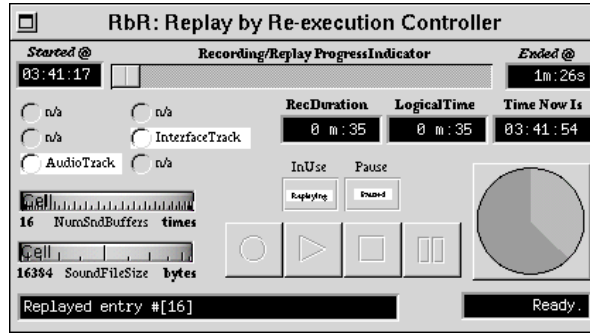 RbR: Replay by Re-execution Controller
Started @
Recording/Replay ProgressIndicator
Ended @
03:41:17
1m:26s
n/a
n/a
RecDuration
LogicalTime
Time Now Is
n/a
InterfaceTrack
0 m:35
0 m:35
03:41:54
AudioTrack
n/a
InUse
Pause
Replaying
Paused
Cell
16 NumSndBuffers times
Cell
16384 SoundFileSize bytes
Replayed entry #[16]
Ready.